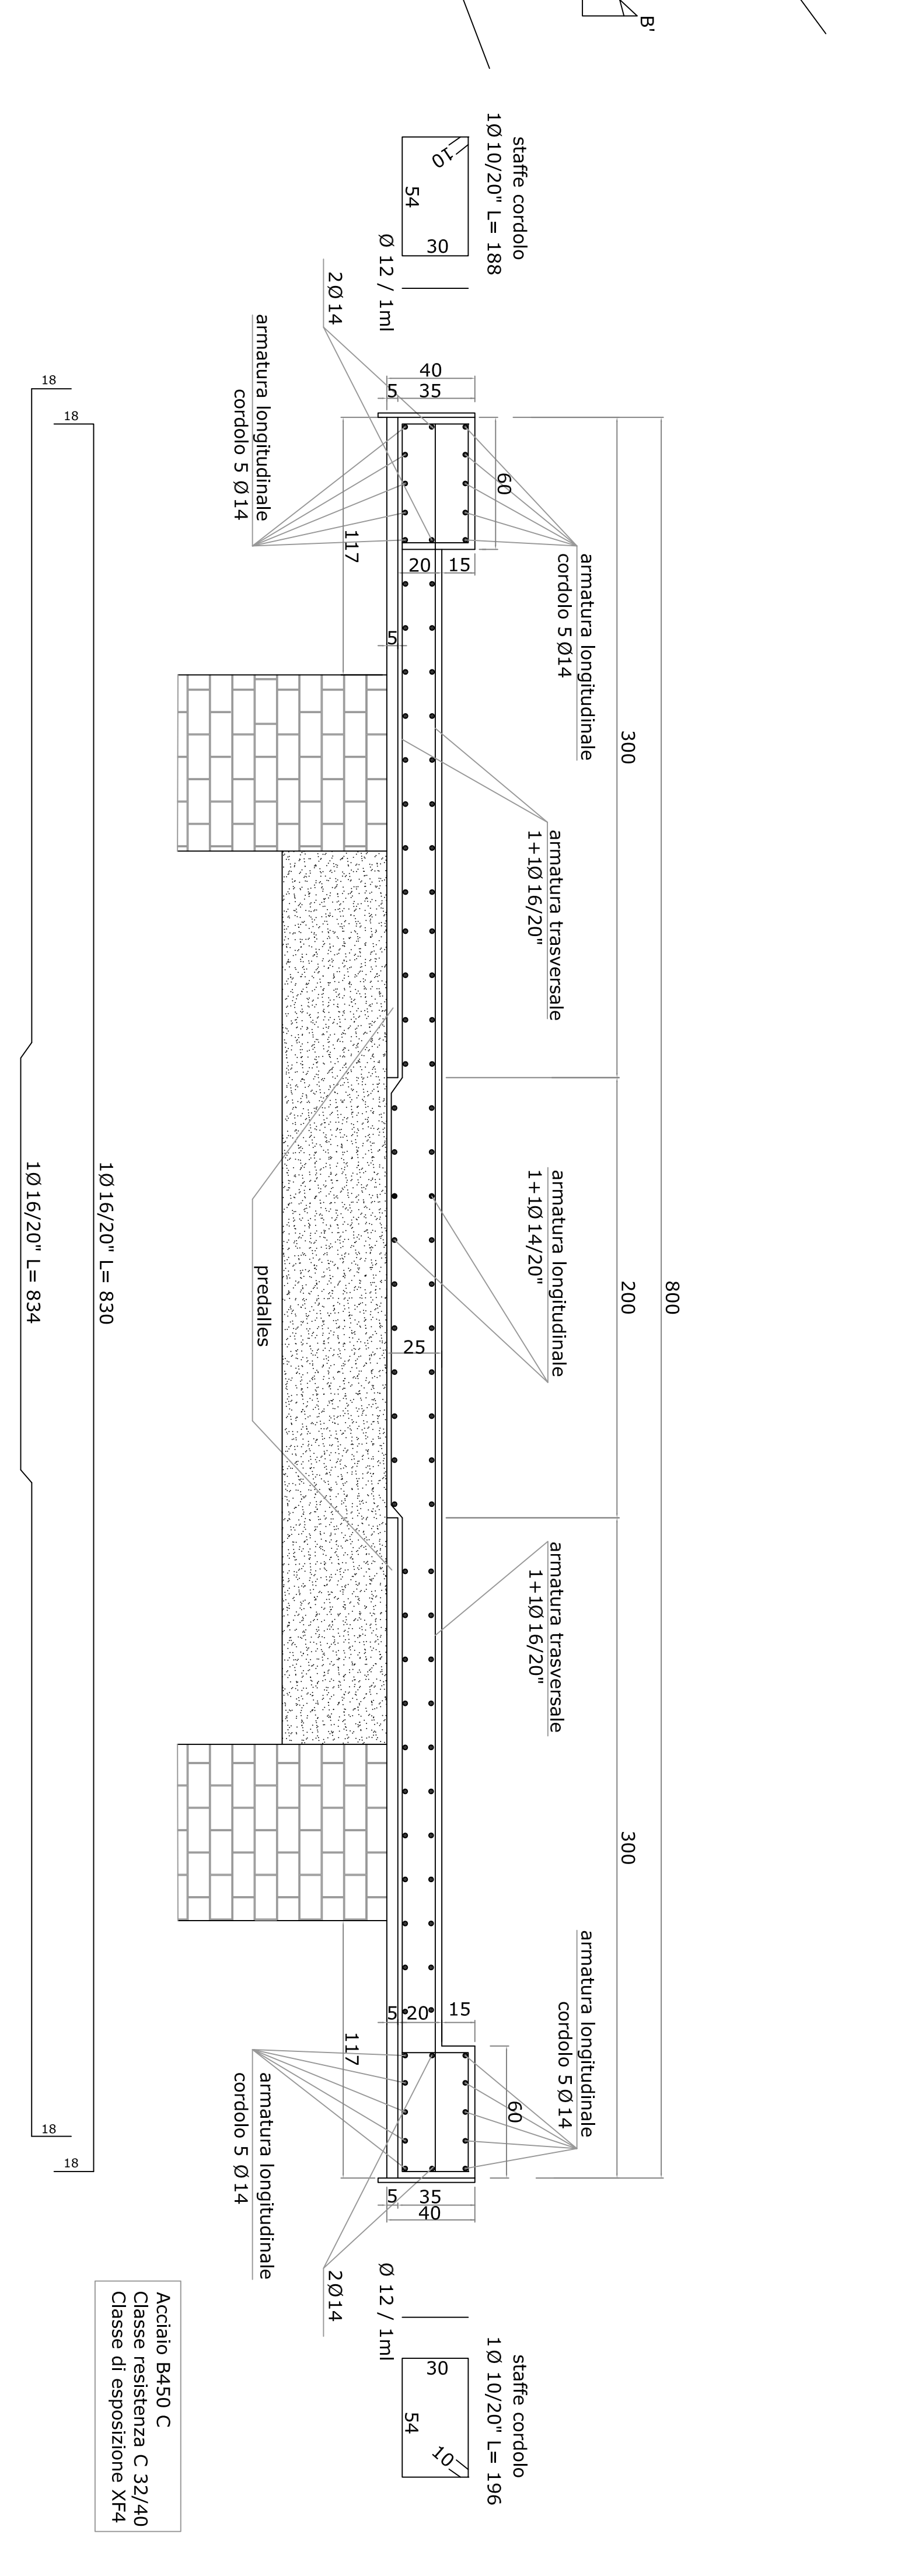 B'
staffe cordolo
1Ø10/20" L= 188
10
54
30
Ø 12 / 1ml
2Ø14
armatura longitudinale
cordolo 5 Ø14
40
5
35
60
117
20
15
5
armatura longitudinale
cordolo 5Ø14
300
armatura trasversale
1+1Ø16/20"
800
200
armatura longitudinale
1+1Ø14/20"
25
predalles
armatura trasversale
1+1Ø16/20"
300
armatura longitudinale
cordolo 5Ø14
15
5
20
60
117
armatura longitudinale
cordolo 5 Ø14
5
35
40
2Ø14
Ø 12 / 1ml
staffe cordolo
1Ø 10/20" L= 196
30
54
10
18
18
1Ø16/20" L= 830
1Ø16/20" L= 834
18
18
Acciaio B450 C
Classe resistenza C 32/40
Classe di esposizione XF4